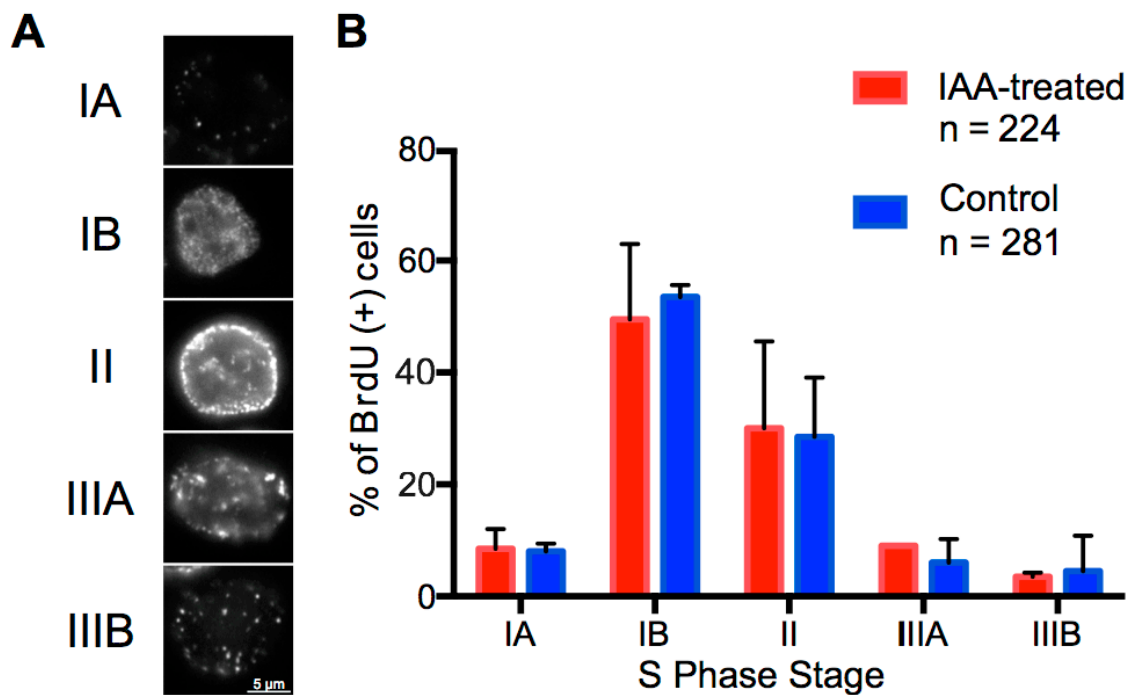 A
IA
IB
II
IIIA
IIIB
5 µm
B
IAA-treated
n = 224
Control
n = 281
% of BrdU (+) cells
80
60
40
20
0
IA IB II IIIA IIIB
S Phase Stage